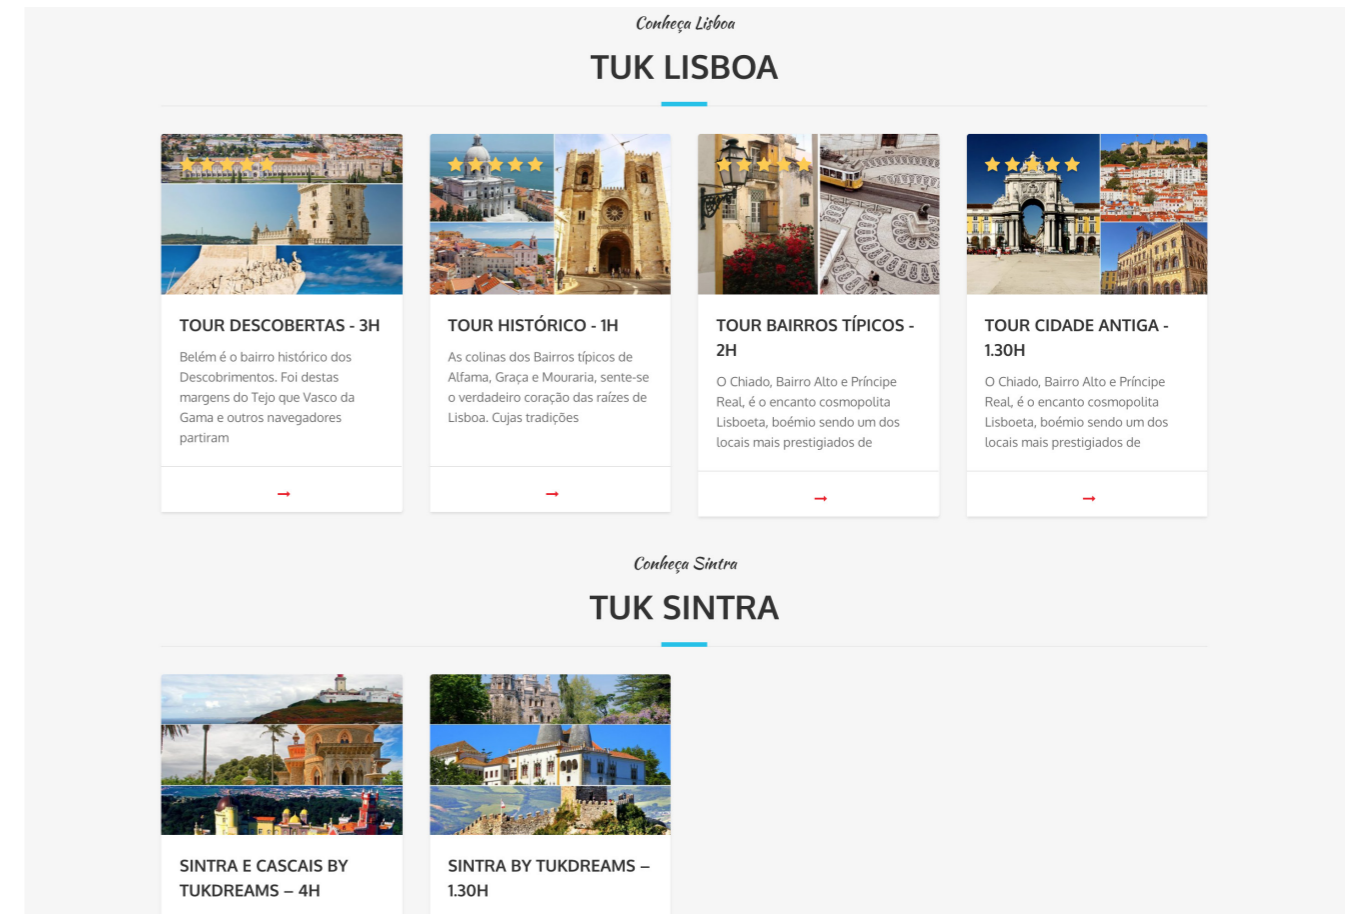 Conheça Lisboa
TUK LISBOA
TOUR DESCOBERTAS - 3H
Belém é o bairro histórico dos
Descobrimentos. Foi destas
margens do Tejo que Vasco da
Gama e outros navegadores
partiram
TOUR HISTÓRICO - 1H
As colinas dos Bairros típicos de
Alfama, Graça e Mouraria, sente-se
o verdadeiro coração das raízes de
Lisboa. Cujas tradições
TOUR BAIRROS TÍPICOS -
2H
O Chiado, Bairro Alto e Príncipe
Real, é o encanto cosmopolita
Lisboeta, boémio sendo um dos
locais mais prestigiados de
TOUR CIDADE ANTIGA -
1.30H
O Chiado, Bairro Alto e Príncipe
Real, é o encanto cosmopolita
Lisboeta, boémio sendo um dos
locais mais prestigiados de
Conheça Sintra
TUK SINTRA
SINTRA E CASCAIS BY
TUKDREAMS – 4H
SINTRA BY TUKDREAMS –
1.30H